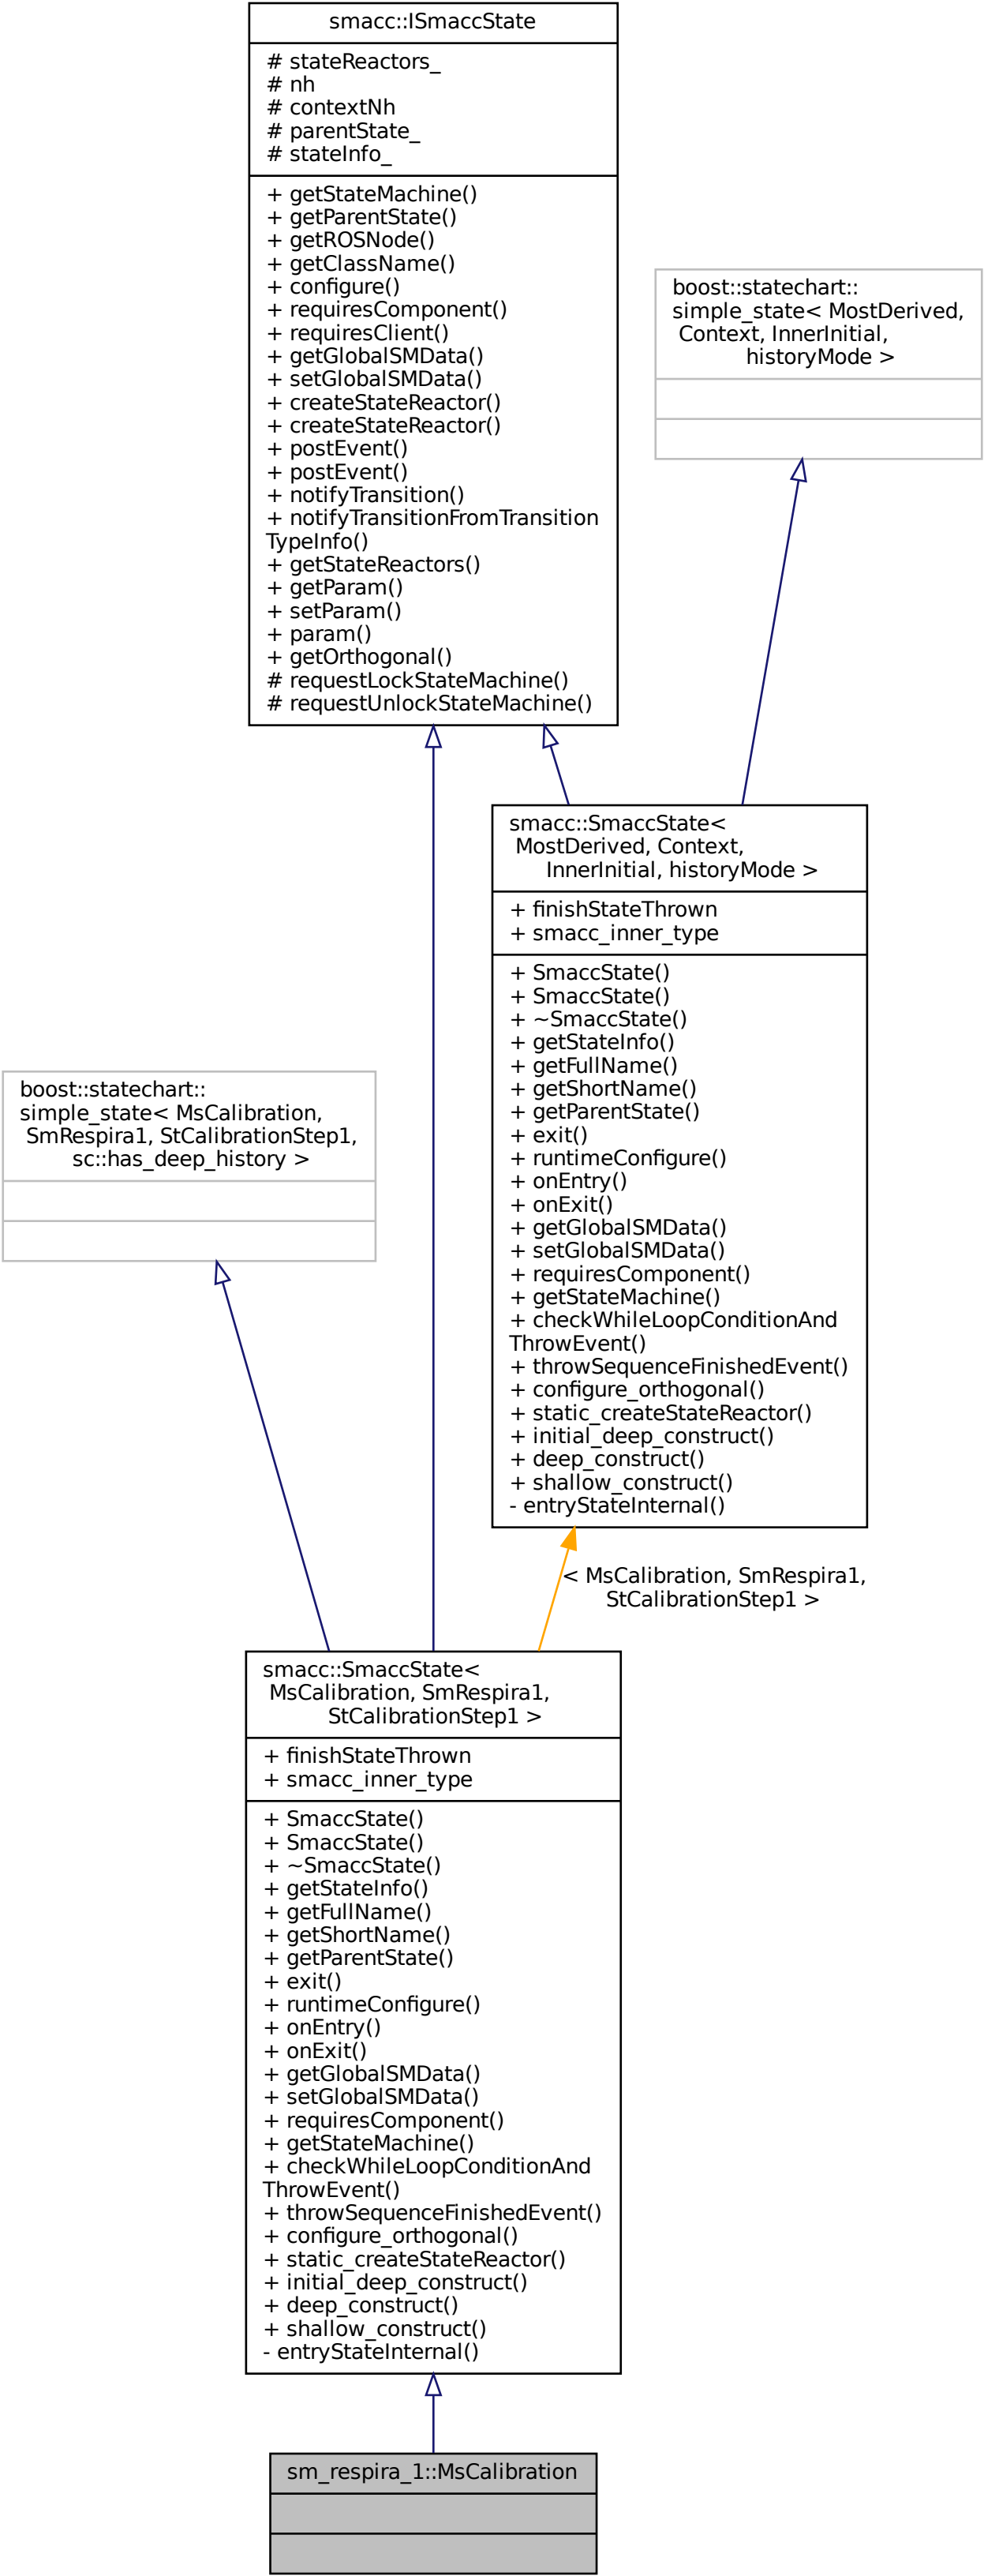 smacc::ISmaccState
# stateReactors_
# nh
# contextNh
# parentState_
# stateInfo_
+ getStateMachine()
+ getParentState()
+ getROSNode()
+ getClassName()
+ configure()
+ requiresComponent()
+ requiresClient()
+ getGlobalSMData()
+ setGlobalSMData()
+ createStateReactor()
+ createStateReactor()
+ postEvent()
+ postEvent()
+ notifyTransition()
+ notifyTransitionFromTransition
TypeInfo()
+ getStateReactors()
+ getParam()
+ setParam()
+ param()
+ getOrthogonal()
# requestLockStateMachine()
# requestUnlockStateMachine()
boost::statechart::
simple_state< MostDerived,
Context, InnerInitial,
historyMode >
smacc::SmaccState<
MostDerived, Context,
InnerInitial, historyMode >
+ finishStateThrown
+ smacc_inner_type
+ SmaccState()
+ SmaccState()
+ ~SmaccState()
+ getStateInfo()
+ getFullName()
+ getShortName()
+ getParentState()
+ exit()
+ runtimeConfigure()
+ onEntry()
+ onExit()
+ getGlobalSMData()
+ setGlobalSMData()
+ requiresComponent()
+ getStateMachine()
+ checkWhileLoopConditionAnd
ThrowEvent()
+ throwSequenceFinishedEvent()
+ configure_orthogonal()
+ static_createStateReactor()
+ initial_deep_construct()
+ deep_construct()
+ shallow_construct()
- entryStateInternal()
boost::statechart::
simple_state< MsCalibration,
SmRespira1, StCalibrationStep1,
sc::has_deep_history >
< MsCalibration, SmRespira1,
StCalibrationStep1 >
smacc::SmaccState<
MsCalibration, SmRespira1,
StCalibrationStep1 >
+ finishStateThrown
+ smacc_inner_type
+ SmaccState()
+ SmaccState()
+ ~SmaccState()
+ getStateInfo()
+ getFullName()
+ getShortName()
+ getParentState()
+ exit()
+ runtimeConfigure()
+ onEntry()
+ onExit()
+ getGlobalSMData()
+ setGlobalSMData()
+ requiresComponent()
+ getStateMachine()
+ checkWhileLoopConditionAnd
ThrowEvent()
+ throwSequenceFinishedEvent()
+ configure_orthogonal()
+ static_createStateReactor()
+ initial_deep_construct()
+ deep_construct()
+ shallow_construct()
- entryStateInternal()
sm_respira_1::MsCalibration